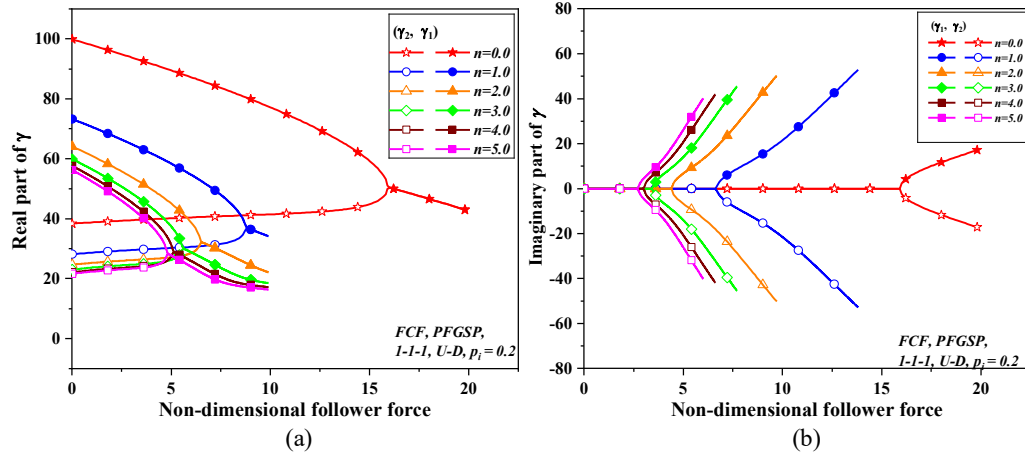 (γ₂, γ₁)
n=0.0
n=1.0
n=2.0
n=3.0
n=4.0
n=5.0
100
80
60
40
20
0
Real part of γ
FCF, PFGSP,
1-1-1, U-D, pᵢ = 0.2
0 5 10 15 20
Non-dimensional follower force
(a)
(γ₁, γ₂)
n=0.0
n=1.0
n=2.0
n=3.0
n=4.0
n=5.0
80
60
40
20
0
-20
-40
-60
-80
Imaginary part of γ
FCF, PFGSP,
1-1-1, U-D, pᵢ = 0.2
0 5 10 15 20
Non-dimensional follower force
(b)